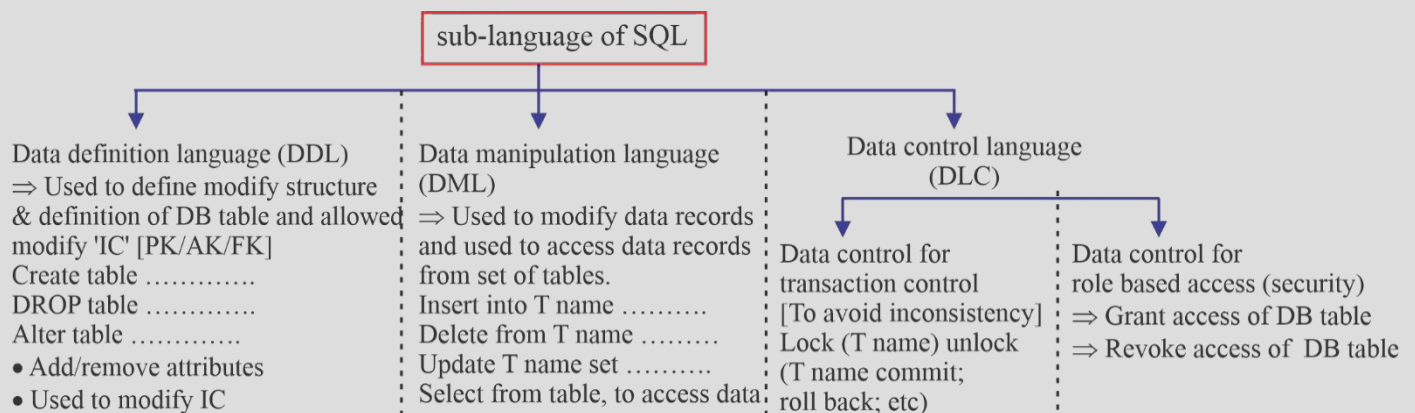 sub-language of SQL
Data definition language (DDL)
⇒ Used to define modify structure
& definition of DB table and allowed
modify 'IC' [PK/AK/FK]
Create table ………….
DROP table ………….
Alter table ………….
• Add/remove attributes
• Used to modify IC
Data manipulation language
(DML)
⇒ Used to modify data records
and used to access data records
from set of tables.
Insert into T name ……….
Delete from T name ………
Update T name set ……….
Select from table, to access data
Data control language
(DLC)
Data control for
transaction control
[To avoid inconsistency]
Lock (T name) unlock
(T name commit;
roll back; etc)
Data control for
role based access (security)
⇒ Grant access of DB table
⇒ Revoke access of DB table